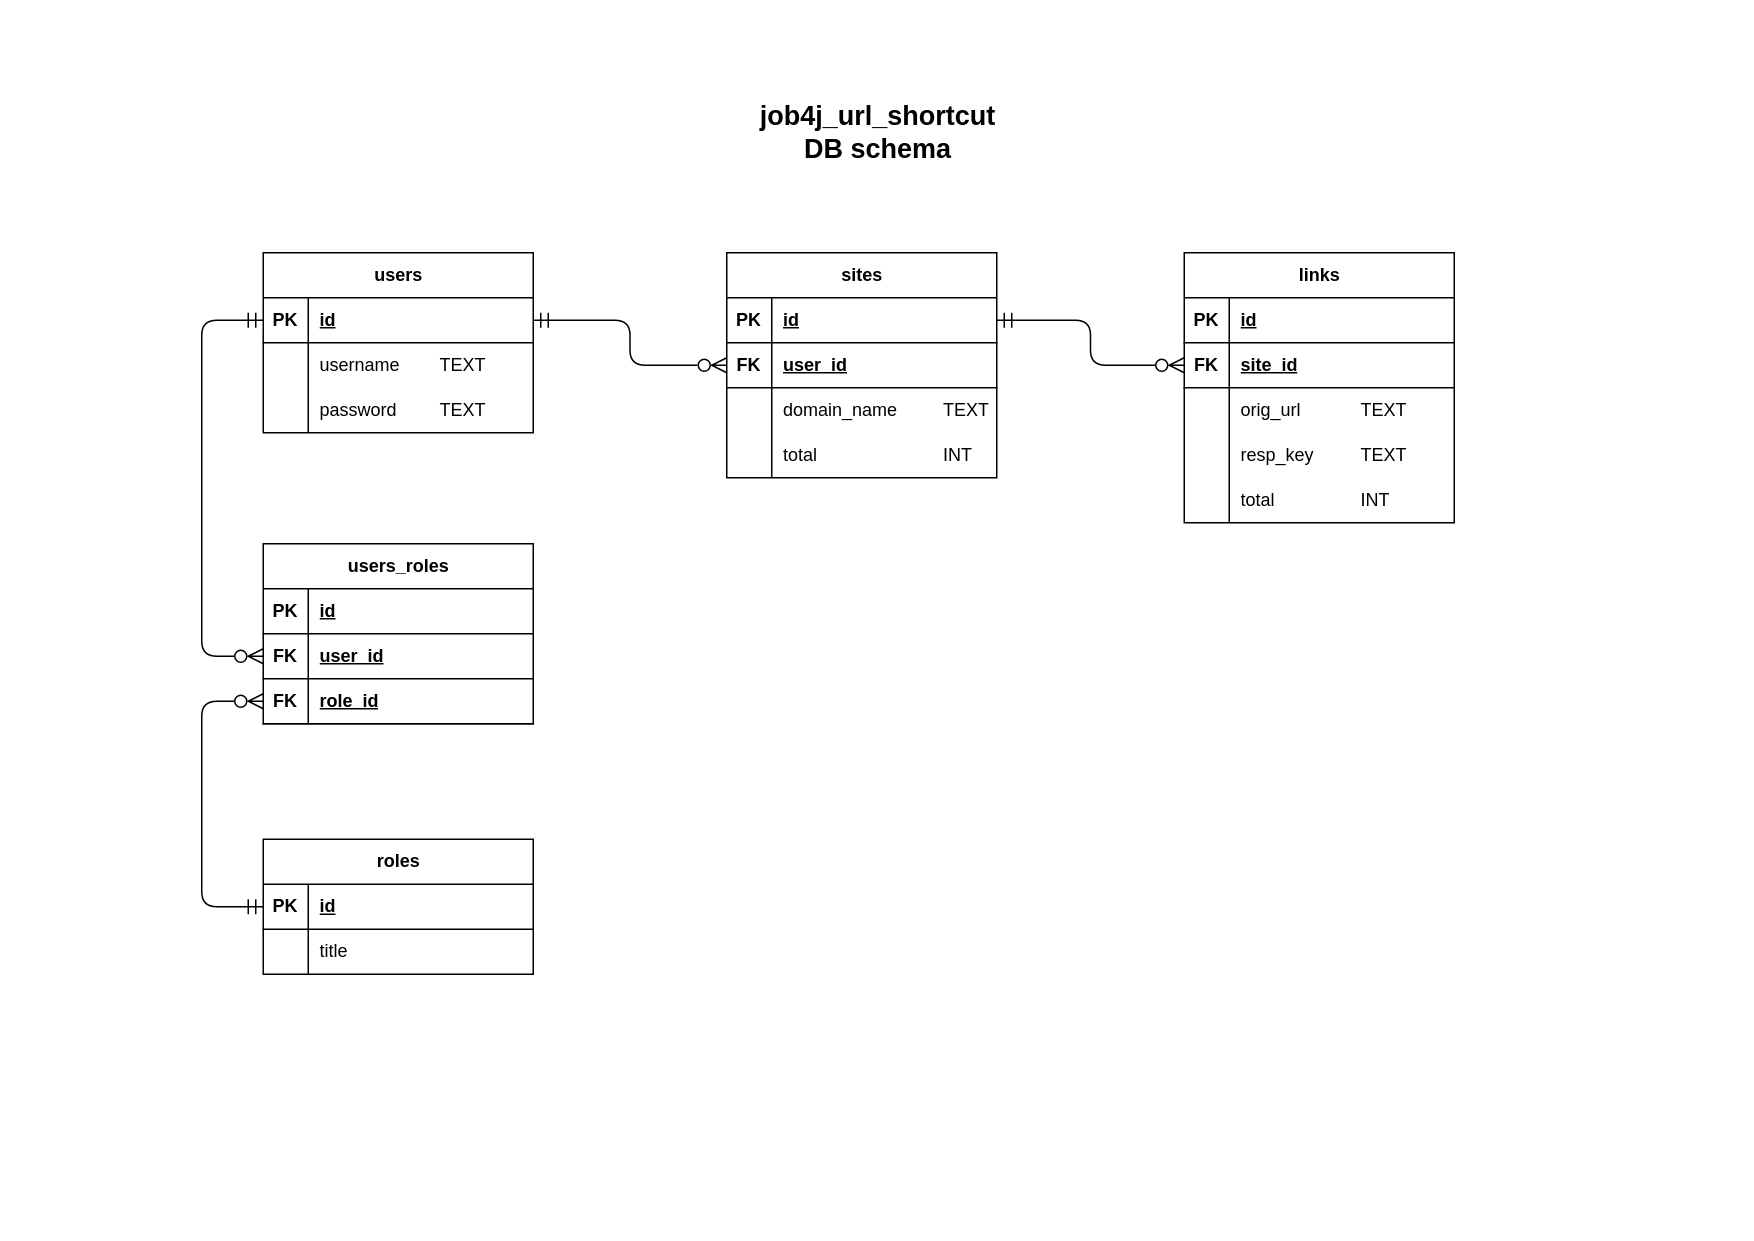 job4j_url_shortcut
DB schema
users
PK id
username TEXT
password TEXT
sites
PK id
FK user_id
domain_name TEXT
total INT
links
PK id
FK site_id
orig_url TEXT
resp_key TEXT
total INT
users_roles
PK id
FK user_id
FK role_id
roles
PK id
title